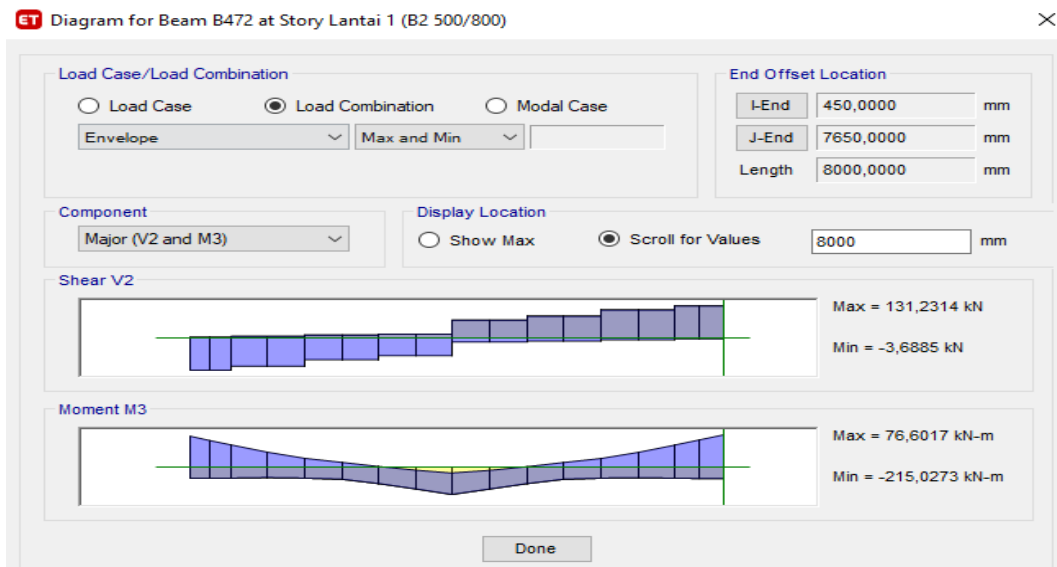 ET Diagram for Beam B472 at Story Lantai 1 (B2 500/800)
Load Case/Load Combination
Load Case Load Combination Modal Case
Envelope Max and Min
End Offset Location
I-End 450,0000 mm
J-End 7650,0000 mm
Length 8000,0000 mm
Component
Major (V2 and M3)
Display Location
Show Max Scroll for Values 8000 mm
Shear V2
Max = 131,2314 kN
Min = -3,6885 kN
Moment M3
Max = 76,6017 kN-m
Min = -215,0273 kN-m
Done